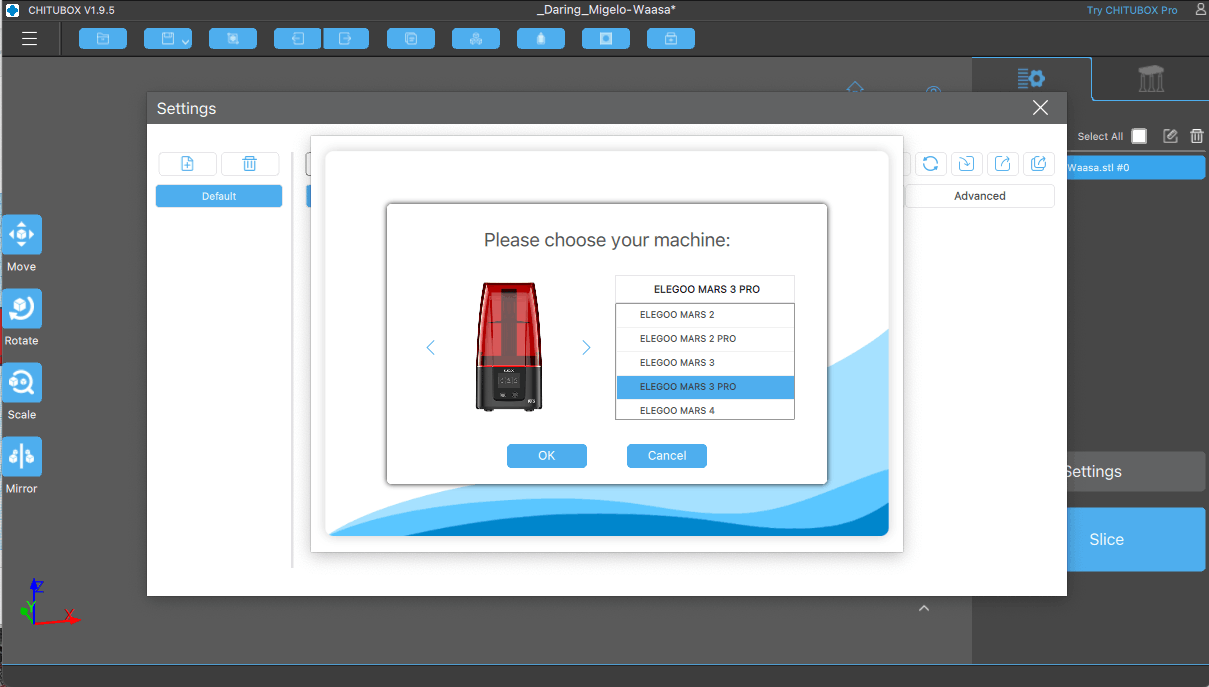 CHITUBOX V1.9.5
_Daring_Migelo-Waasa*
Try CHITUBOX Pro
Settings
Select All
Waasa.stl #0
Default
Advanced
Please choose your machine:
ELEGOO MARS 3 PRO
ELEGOO MARS 2
ELEGOO MARS 2 PRO
ELEGOO MARS 3
ELEGOO MARS 3 PRO
ELEGOO MARS 4
OK
Cancel
Move
Rotate
Scale
Mirror
Settings
Slice
Z
Y
X